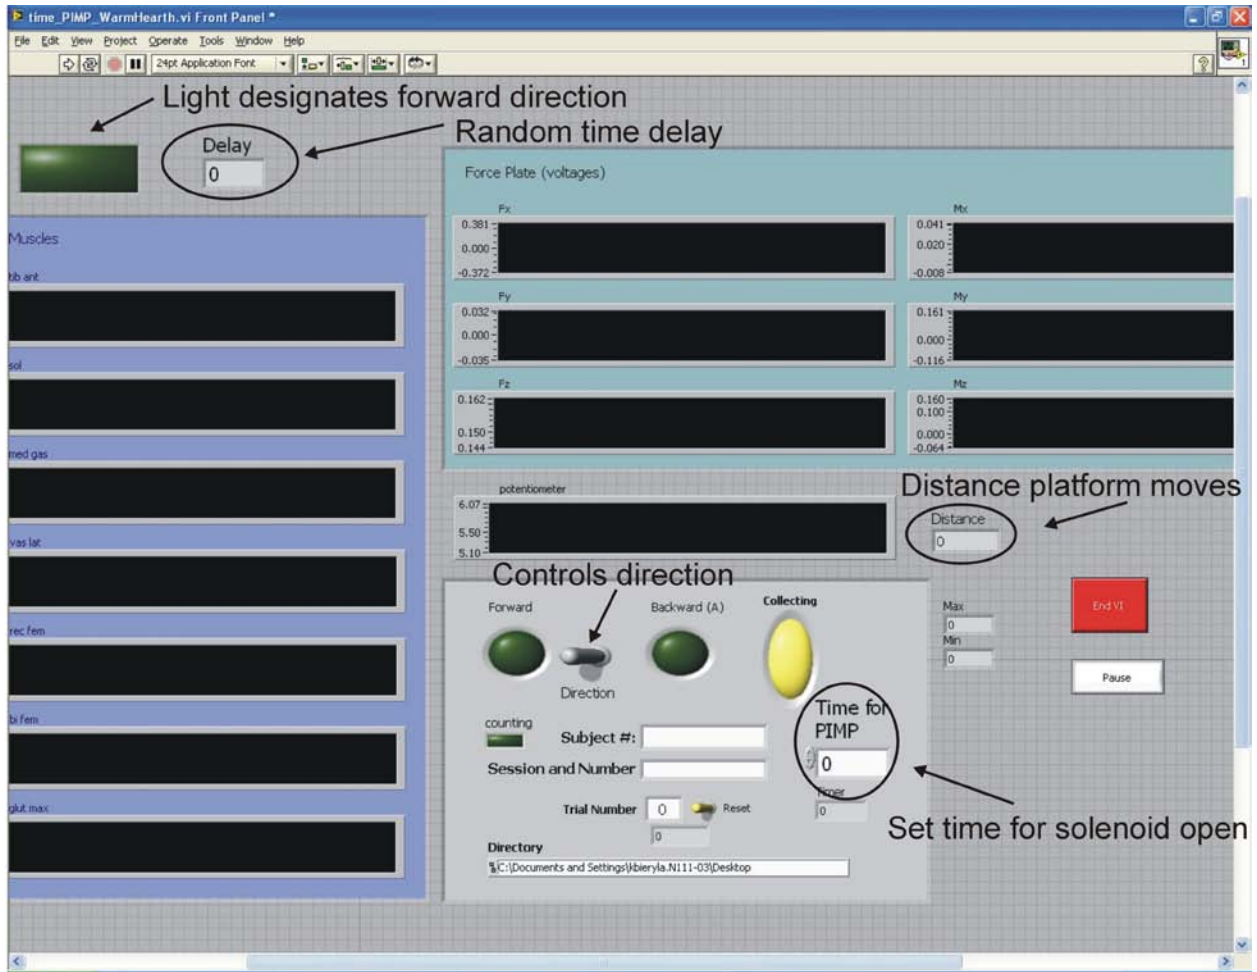 time_PIMP_WarmHearth.vi Front Panel *
File Edit View Project Operate Tools Window Help
24pt Application Font
?
1
Light designates forward direction
Random time delay
Delay
0
Force Plate (voltages)
Fx
0.381
0.000
-0.372
Mx
0.041
0.020
-0.008
Fy
0.032
0.000
-0.035
My
0.161
0.000
-0.116
Fz
0.162
0.150
0.144
Mz
0.160
0.100
0.000
-0.064
Muscles
tib ant
sol
med gas
vas lat
rec fem
bi fem
glut max
potentiometer
6.07
5.50
5.10
Distance platform moves
Distance
0
Controls direction
Forward
Backward (A)
Collecting
Direction
Max
0
Min
0
End VI
Pause
counting
Subject #:
Session and Number
Time for
PIMP
0
Timer
0
Set time for solenoid open
Trial Number 0 Reset
0
Directory
C:\Documents and Settings\kbieryla.N111-03\Desktop